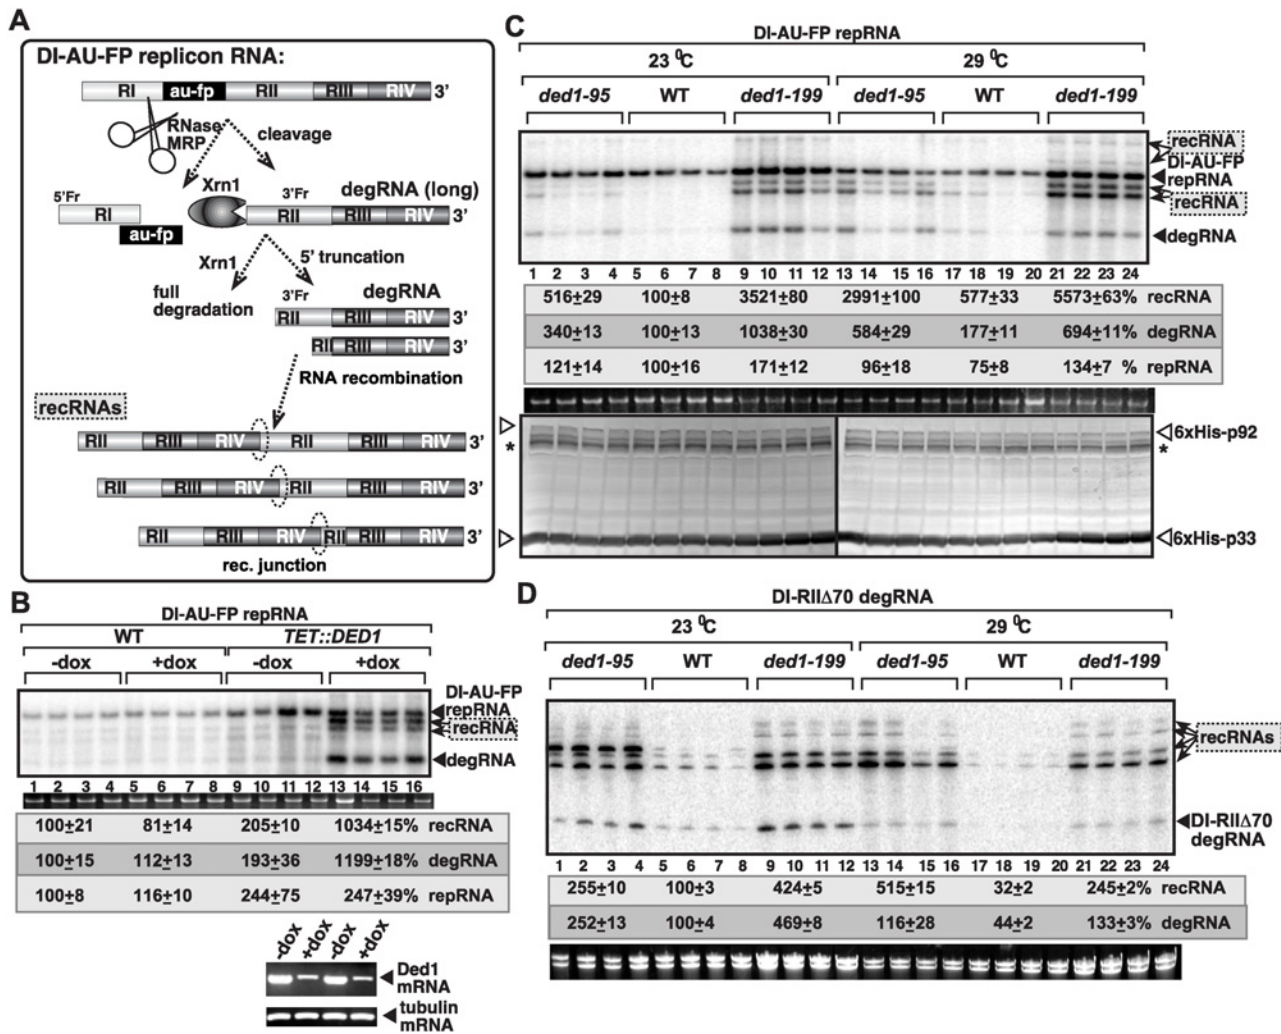 A
DI-AU-FP replicon RNA:
RI au-fp RII RIII RIV 3'
RNase
MRP
cleavage
Xrn1
5'Fr
3'Fr
degRNA (long)
RI
RII RIII RIV 3'
au-fp
Xrn1
5' truncation
full
degradation
3'Fr
degRNA
RII RIII RIV 3'
RII RIII RIV 3'
RNA recombination
recRNAs
RII RIII RIV RII RIII RIV 3'
RII RIII RIV RII RIII RIV 3'
RII RIII RIV RII RIII RIV 3'
rec. junction
B
DI-AU-FP repRNA
WT TET::DED1
-dox +dox -dox +dox
DI-AU-FP
repRNA
recRNA
degRNA
1 2 3 4 5 6 7 8 9 10 11 12 13 14 15 16
100±21 81±14 205±10 1034±15% recRNA
100±15 112±13 193±36 1199±18% degRNA
100±8 116±10 244±75 247±39% repRNA
-dox +dox -dox +dox
Ded1
mRNA
tubulin
mRNA
C
DI-AU-FP repRNA
23 ⁰C 29 ⁰C
ded1-95 WT ded1-199 ded1-95 WT ded1-199
recRNA
DI-AU-FP
repRNA
recRNA
degRNA
1 2 3 4 5 6 7 8 9 10 11 12 13 14 15 16 17 18 19 20 21 22 23 24
516±29 100±8 3521±80 2991±100 577±33 5573±63% recRNA
340±13 100±13 1038±30 584±29 177±11 694±11% degRNA
121±14 100±16 171±12 96±18 75±8 134±7 % repRNA
6xHis-p92
* *
6xHis-p33
D
DI-RIIΔ70 degRNA
23 ⁰C 29 ⁰C
ded1-95 WT ded1-199 ded1-95 WT ded1-199
recRNAs
DI-RIIΔ70
degRNA
1 2 3 4 5 6 7 8 9 10 11 12 13 14 15 16 17 18 19 20 21 22 23 24
255±10 100±3 424±5 515±15 32±2 245±2% recRNA
252±13 100±4 469±8 116±28 44±2 133±3% degRNA